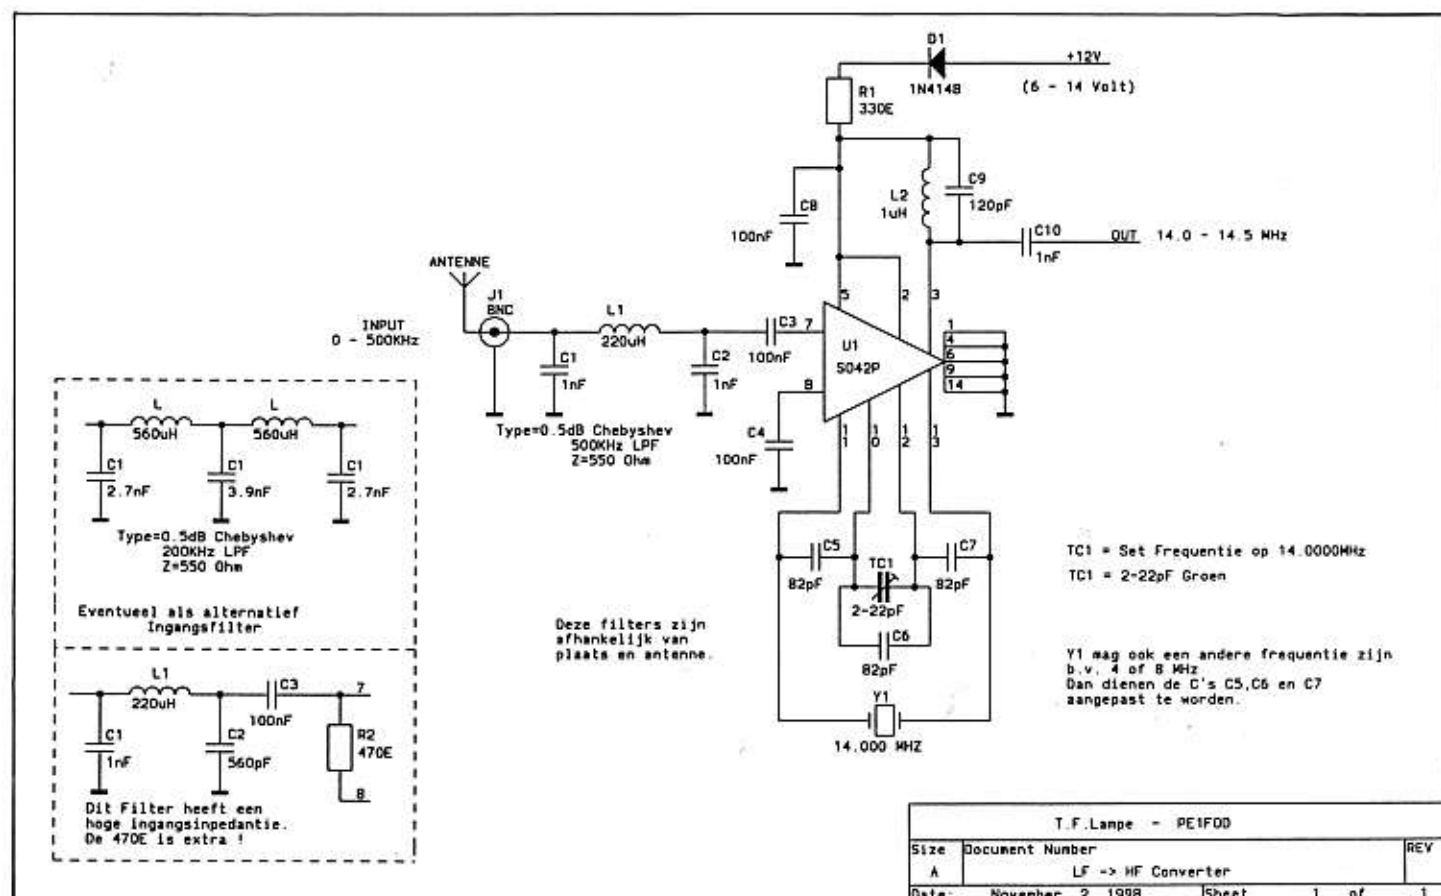 D1
1N4148
+12V
(6 - 14 Volt)
R1
330E
C8
100nF
L2
1uH
C9
120pF
C10
1nF
OUT 14.0 - 14.5 MHz
ANTENNE
J1
BNC
INPUT
0 - 500KHz
L1
220uH
C1
1nF
C2
1nF
C3
100nF
7
8
5
2
3
U1
SO42P
1
4
6
9
14
C4
100nF
11
10
12
13
Type=0.5dB Chebyshev
500KHz LPF
Z=550 Ohm
L
560uH
L
560uH
C1
2.7nF
C1
3.9nF
C1
2.7nF
Type=0.5dB Chebyshev
200KHz LPF
Z=550 Ohm
Eventueel als alternatief
Ingangsfilter
L1
220uH
C3
100nF
7
C1
1nF
C2
560pF
R2
470E
8
Dit Filter heeft een
hoge ingangsinpedantie.
De 470E is extra !
Deze filters zijn
afhankelijk van
plaats en antenne.
C5
82pF
TC1
2-22pF
C7
82pF
C6
82pF
Y1
14.000 MHZ
TC1 = Set Frequentie op 14.0000MHz
TC1 = 2-22pF Groen
Y1 mag ook een andere frequentie zijn
b.v. 4 of 8 MHz
Dan dienen de C's C5,C6 en C7
aangepast te worden.
T.F.Lampe - PE1FOD
Size Document Number REV
A LF -> HF Converter
Date: November 2, 1998 Sheet 1 of 1